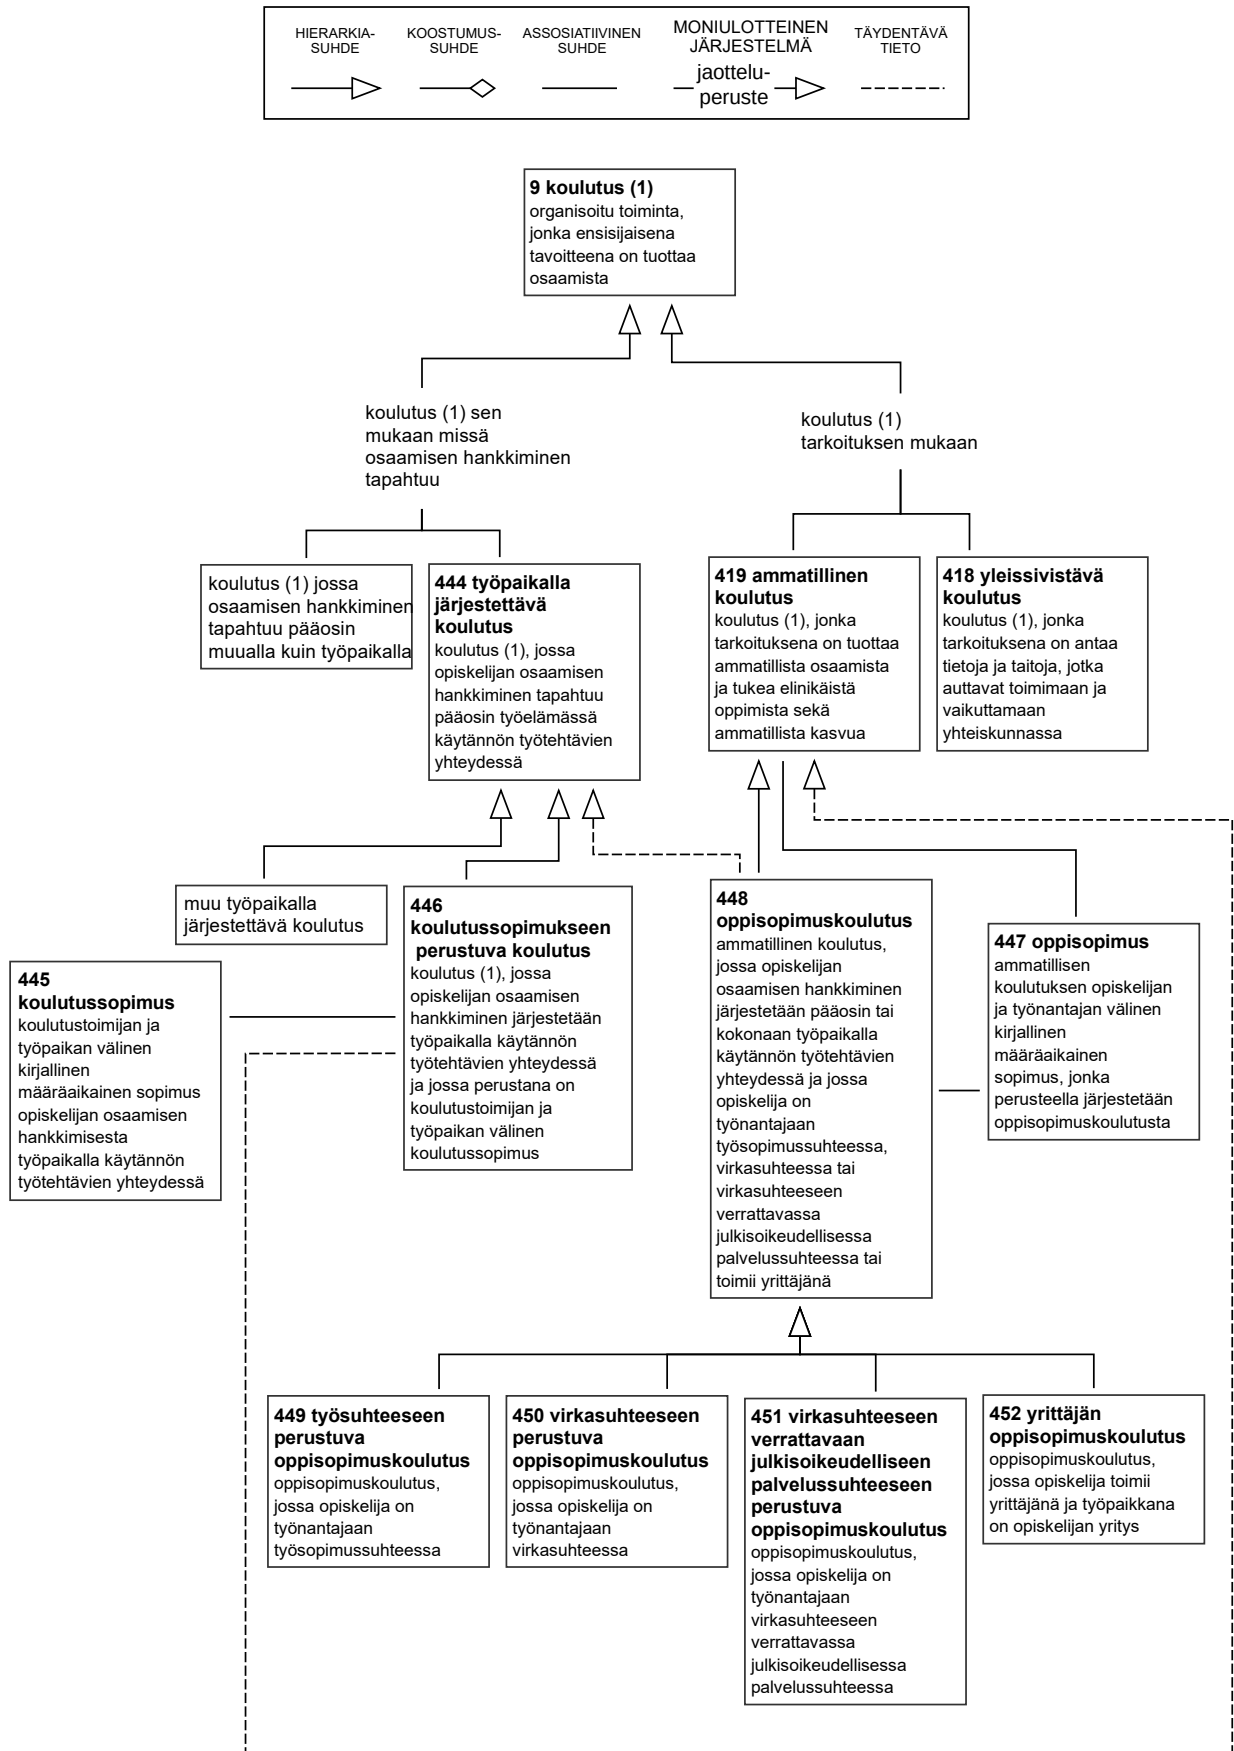 HIERARKIA-
SUHDE
KOOSTUMUS-
SUHDE
ASSOSIATIIVINEN
SUHDE
MONIULOTTEINEN
JÄRJESTELMÄ
jaottelu-
peruste
TÄYDENTÄVÄ
TIETO
9 koulutus (1)
organisoitu toiminta,
jonka ensisijaisena
tavoitteena on tuottaa
osaamista
koulutus (1) sen
mukaan missä
osaamisen hankkiminen
tapahtuu
koulutus (1)
tarkoituksen mukaan
koulutus (1) jossa
osaamisen hankkiminen
tapahtuu pääosin
muualla kuin työpaikalla
444 työpaikalla
järjestettävä
koulutus
koulutus (1), jossa
opiskelijan osaamisen
hankkiminen tapahtuu
pääosin työelämässä
käytännön työtehtävien
yhteydessä
419 ammatillinen
koulutus
koulutus (1), jonka
tarkoituksena on tuottaa
ammatillista osaamista
ja tukea elinikäistä
oppimista sekä
ammatillista kasvua
418 yleissivistävä
koulutus
koulutus (1), jonka
tarkoituksena on antaa
tietoja ja taitoja, jotka
auttavat toimimaan ja
vaikuttamaan
yhteiskunnassa
muu työpaikalla
järjestettävä koulutus
446
koulutussopimukseen
perustuva koulutus
koulutus (1), jossa
opiskelijan osaamisen
hankkiminen järjestetään
työpaikalla käytännön
työtehtävien yhteydessä
ja jossa perustana on
koulutustoimijan ja
työpaikan välinen
koulutussopimus
445
koulutussopimus
koulutustoimijan ja
työpaikan välinen
kirjallinen
määräaikainen sopimus
opiskelijan osaamisen
hankkimisesta
työpaikalla käytännön
työtehtävien yhteydessä
448
oppisopimuskoulutus
ammatillinen koulutus,
jossa opiskelijan
osaamisen hankkiminen
järjestetään pääosin tai
kokonaan työpaikalla
käytännön työtehtävien
yhteydessä ja jossa
opiskelija on
työnantajaan
työsopimussuhteessa,
virkasuhteessa tai
virkasuhteeseen
verrattavassa
julkisoikeudellisessa
palvelussuhteessa tai
toimii yrittäjänä
447 oppisopimus
ammatillisen
koulutuksen opiskelijan
ja työnantajan välinen
kirjallinen
määräaikainen
sopimus, jonka
perusteella järjestetään
oppisopimuskoulutusta
449 työsuhteeseen
perustuva
oppisopimuskoulutus
oppisopimuskoulutus,
jossa opiskelija on
työnantajaan
työsopimussuhteessa
450 virkasuhteeseen
perustuva
oppisopimuskoulutus
oppisopimuskoulutus,
jossa opiskelija on
työnantajaan
virkasuhteessa
451 virkasuhteeseen
verrattavaan
julkisoikeudelliseen
palvelussuhteeseen
perustuva
oppisopimuskoulutus
oppisopimuskoulutus,
jossa opiskelija on
työnantajaan
virkasuhteeseen
verrattavassa
julkisoikeudellisessa
palvelussuhteessa
452 yrittäjän
oppisopimuskoulutus
oppisopimuskoulutus,
jossa opiskelija toimii
yrittäjänä ja työpaikkana
on opiskelijan yritys